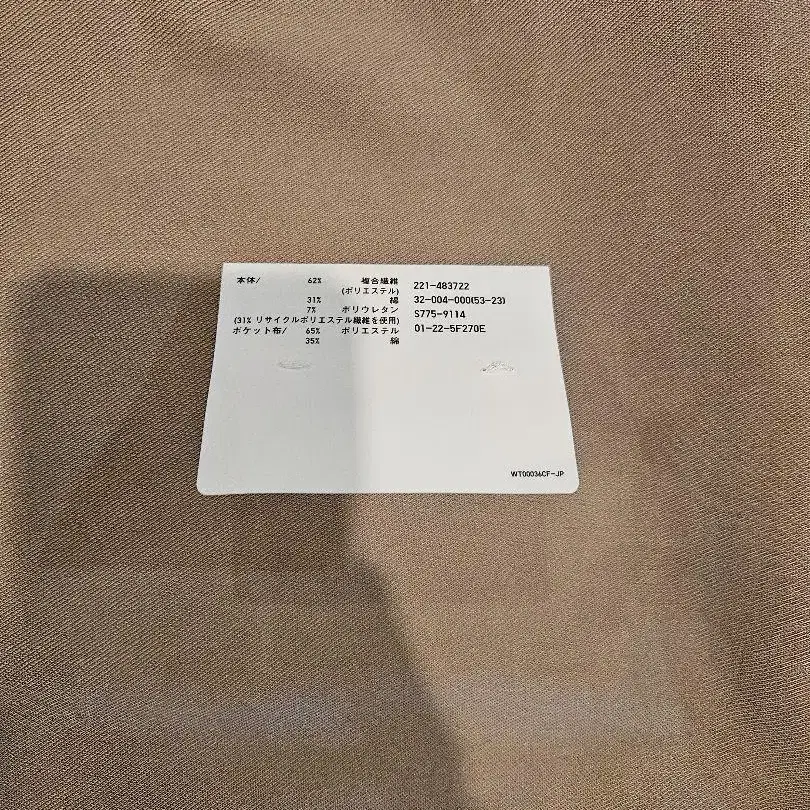 本体/ 62% 複合繊維
(ポリエステル)
31% 綿
7% ポリウレタン
(31% リサイクルポリエステル繊維を使用)
ポケット布/ 65% ポリエステル
35% 綿
221-483722
32-004-000(53-23)
S775-9114
01-22-5F270E
WT00036CF-JP